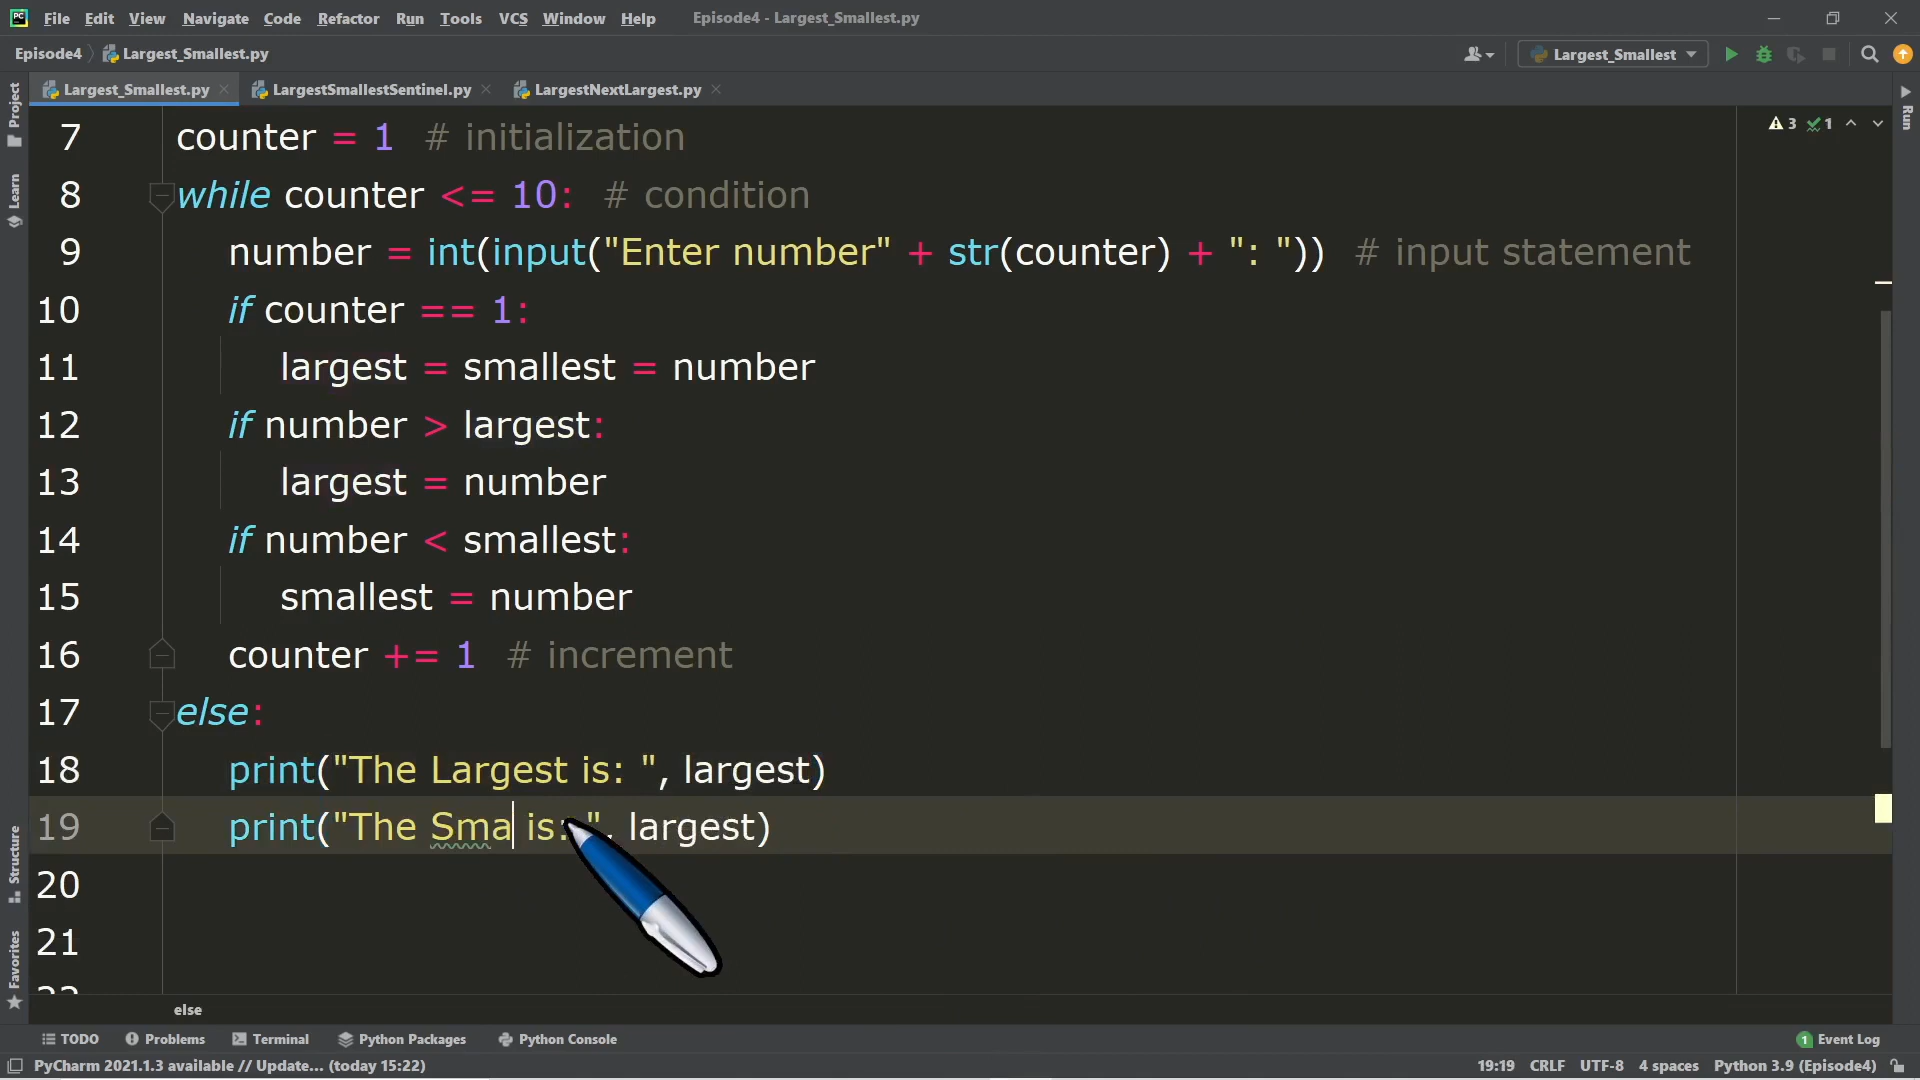 File Edit View Navigate Code Refactor Run Tools VCS Window Help Episode4 - Largest_Smallest.py
Episode4 Largest_Smallest.py Largest_Smallest
Largest_Smallest.py LargestSmallestSentinel.py LargestNextLargest.py
Project
Learn
Structure
Favorites
Run
3 1
7 counter = 1 # initialization
8 while counter <= 10: # condition
9 number = int(input("Enter number" + str(counter) + ": ")) # input statement
10 if counter == 1:
11 largest = smallest = number
12 if number > largest:
13 largest = number
14 if number < smallest:
15 smallest = number
16 counter += 1 # increment
17 else:
18 print("The Largest is: ", largest)
19 print("The Sma is: ", largest)
20
21
else
TODO Problems Terminal Python Packages Python Console 1 Event Log
PyCharm 2021.1.3 available // Update... (today 15:22) 19:19 CRLF UTF-8 4 spaces Python 3.9 (Episode4)